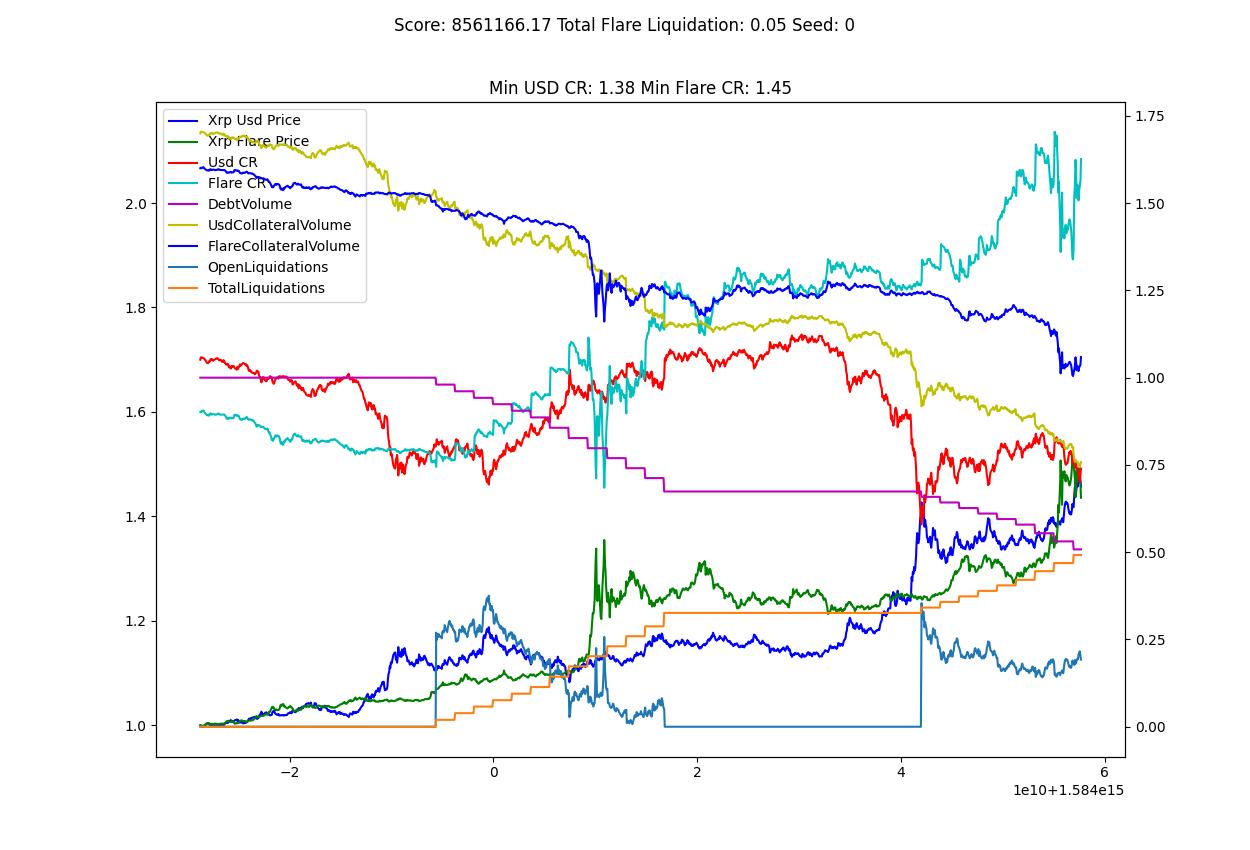 Score: 8561166.17 Total Flare Liquidation: 0.05 Seed: 0
Min USD CR: 1.38 Min Flare CR: 1.45
Xrp Usd Price
Xrp Flare Price
Usd CR
Flare CR
DebtVolume
UsdCollateralVolume
FlareCollateralVolume
OpenLiquidations
TotalLiquidations
2.0
1.8
1.6
1.4
1.2
1.0
1.75
1.50
1.25
1.00
0.75
0.50
0.25
0.00
−2 0 2 4 6
1e10+1.584e15